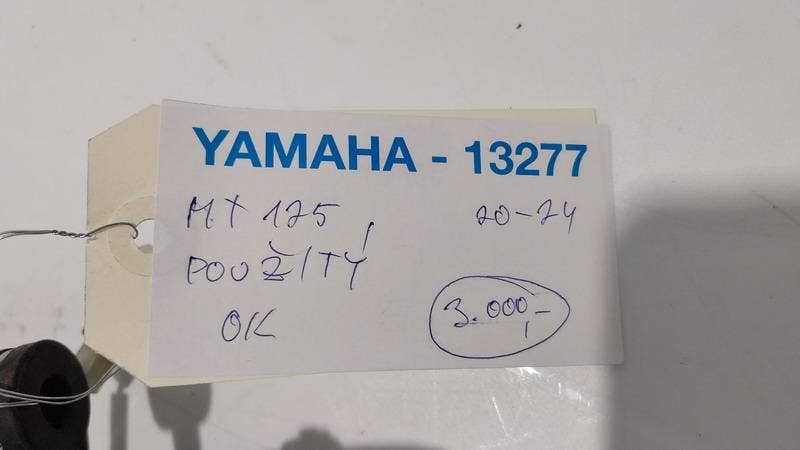 YAMAHA - 13277
MT 125 20-24
POUŽITÝ
OK 3.000,-